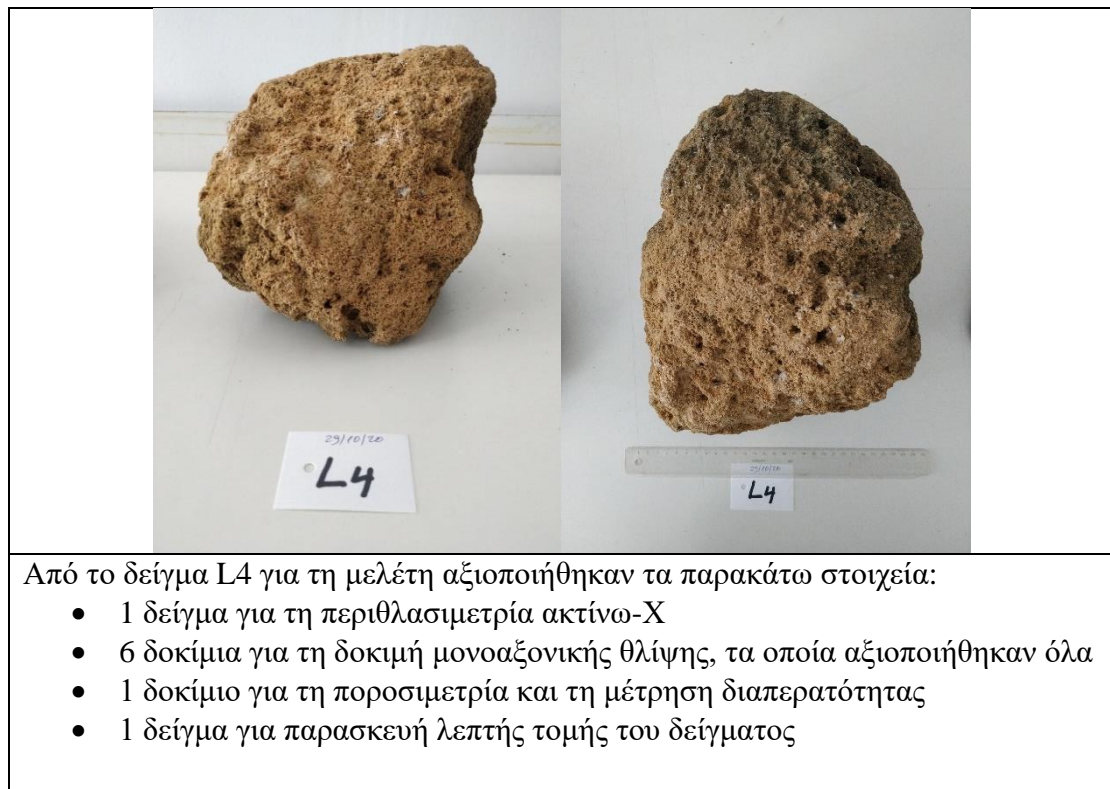 29/10/20
L4
29/10/20
L4
Από το δείγμα L4 για τη μελέτη αξιοποιήθηκαν τα παρακάτω στοιχεία:
• 1 δείγμα για τη περιθλασιμετρία ακτίνω-Χ
• 6 δοκίμια για τη δοκιμή μονοαξονικής θλίψης, τα οποία αξιοποιήθηκαν όλα
• 1 δοκίμιο για τη ποροσιμετρία και τη μέτρηση διαπερατότητας
• 1 δείγμα για παρασκευή λεπτής τομής του δείγματος